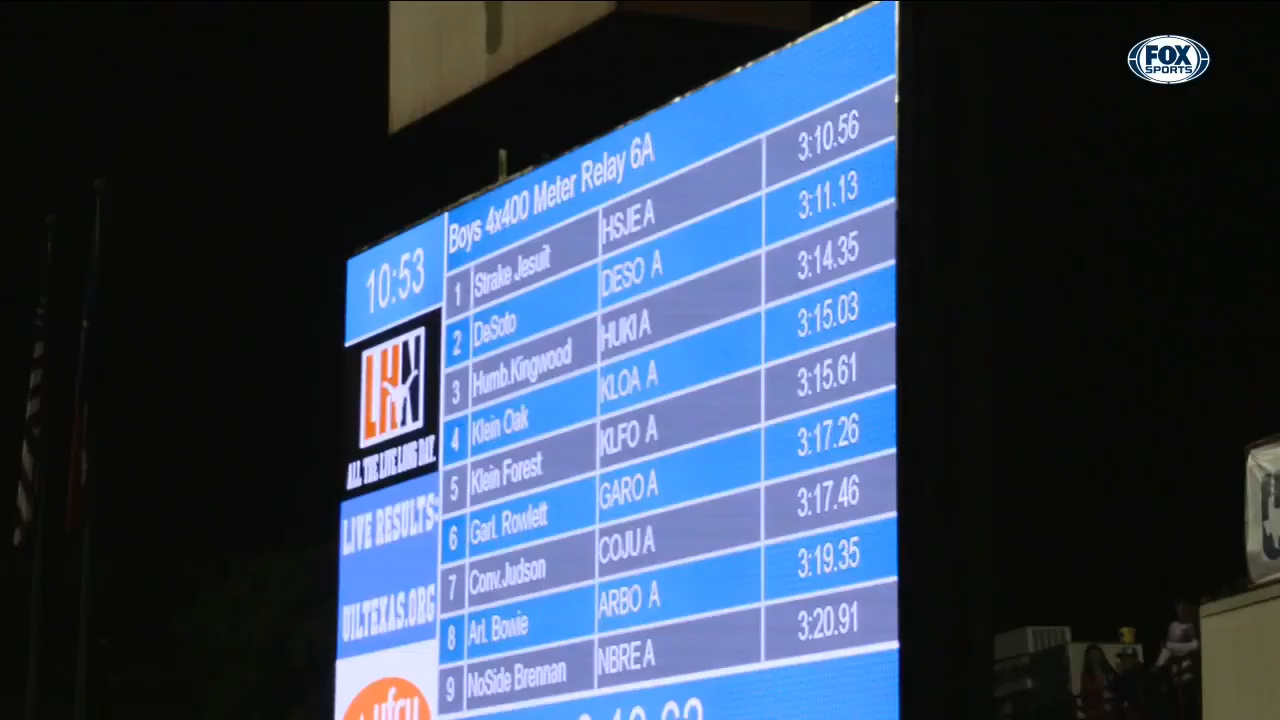 FOX
SPORTS
Boys 4x400 Meter Relay 6A
10:53
1 Strake Jesuit HSJE A 3:10.56
2 DeSoto DESO A 3:11.13
3 Humb.Kingwood HUKI A 3:14.35
4 Klein Oak KLOA A 3:15.03
5 Klein Forest KLFO A 3:15.61
6 Garl. Rowlett GARO A 3:17.26
7 Conv.Judson COJU A 3:17.46
8 Arl. Bowie ARBO A 3:19.35
9 NoSide Brennan NBRE A 3:20.91
LHN
ALL THE LIVE LONG DAY.
LIVE RESULTS:
UILTEXAS.ORG
ufcu